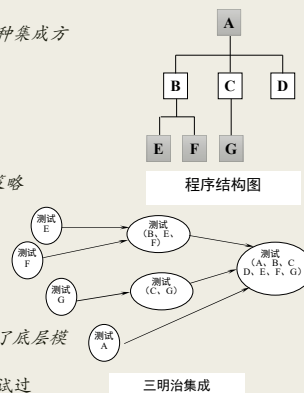 种集成方
A
B
C
D
E
F
G
程序结构图
策略
测试
E
测试
F
测试
G
测试
A
测试
(B、E、
F)
测试
(C、G)
测试
(A、B、C
D、E、F、G)
了底层模
试过
三明治集成